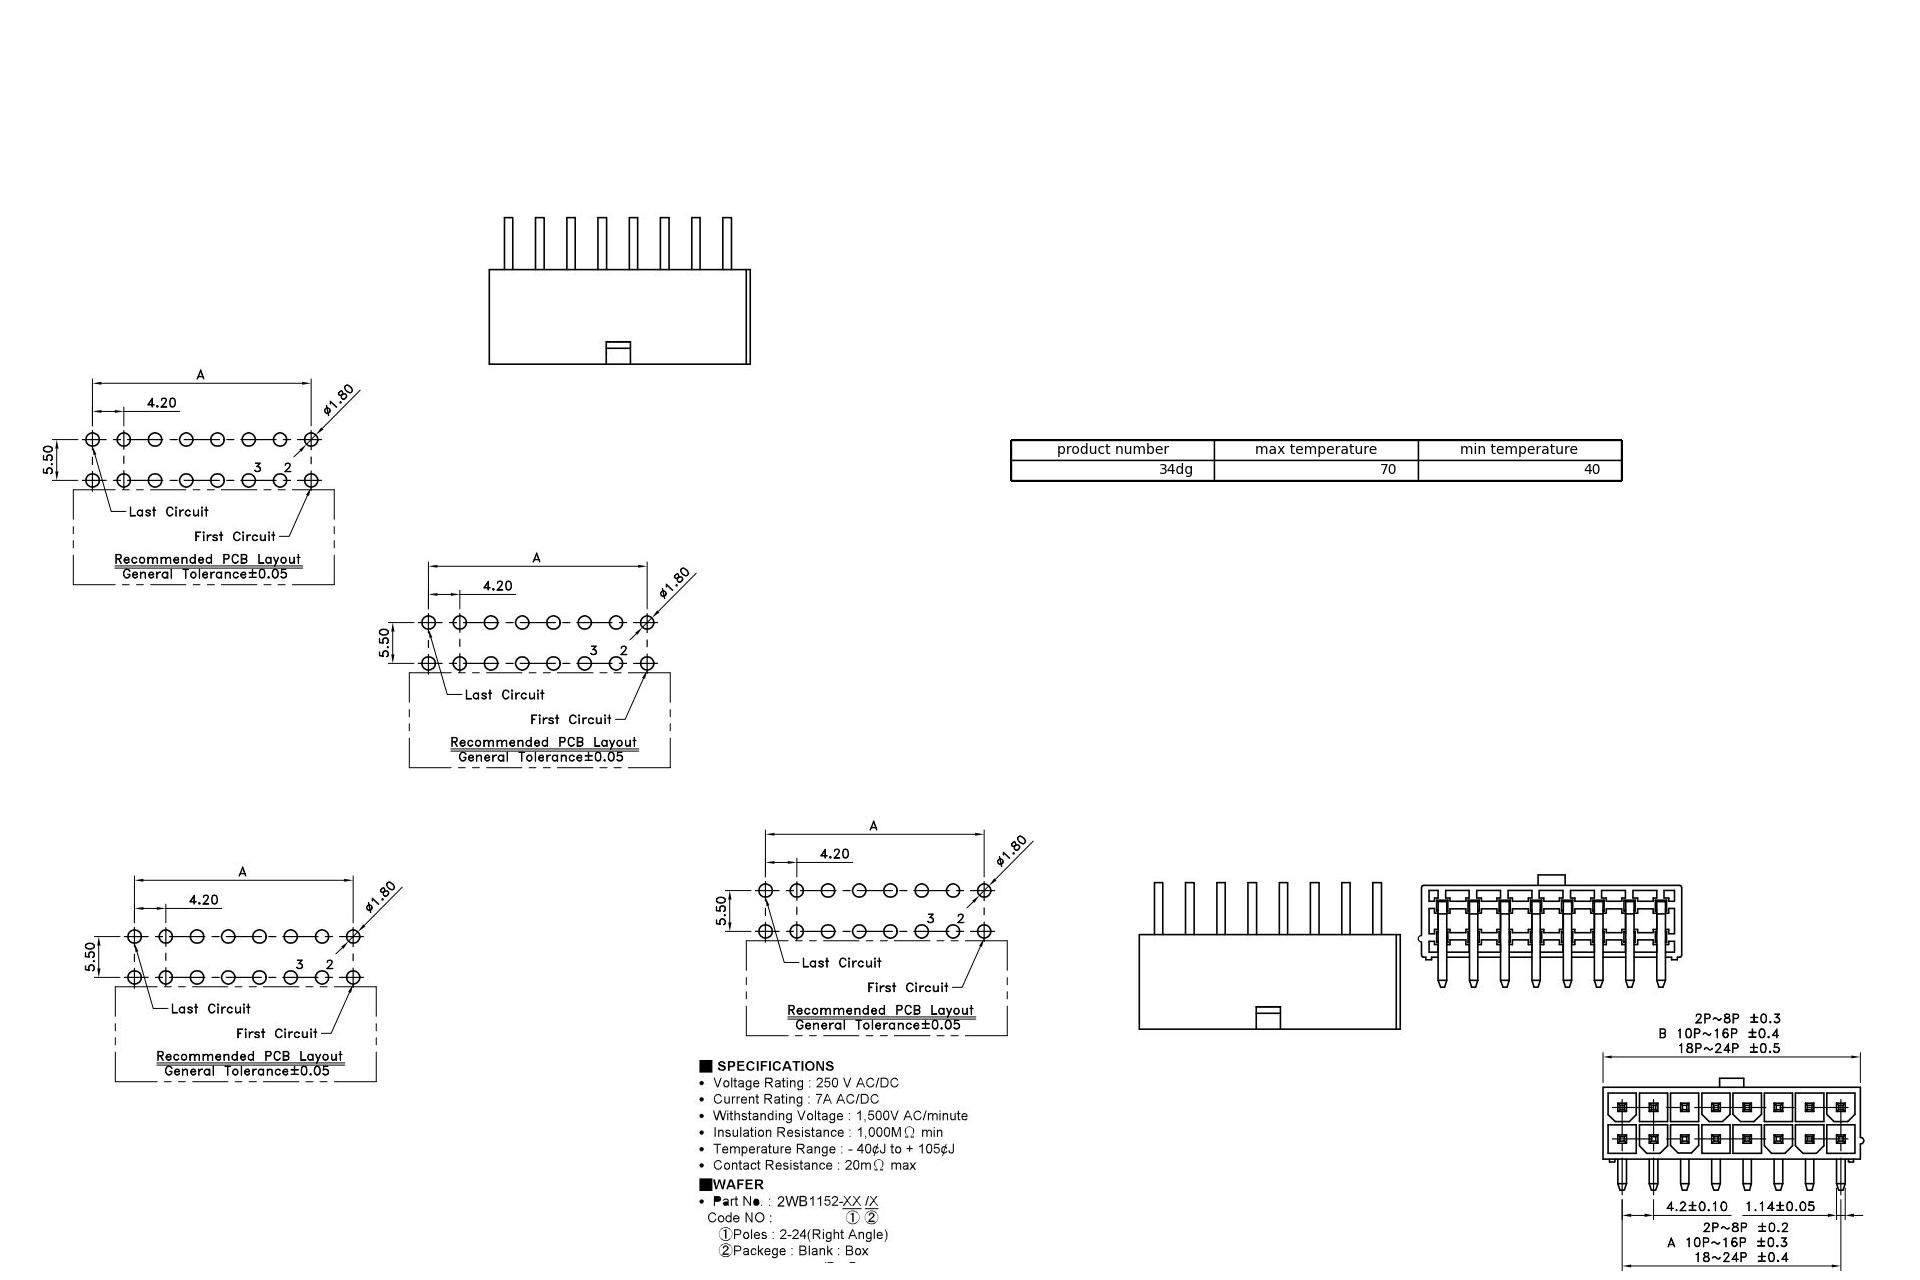 A
4.20
ø1.80
5.50
3 2
Last Circuit
First Circuit
Recommended PCB Layout
General Tolerance±0.05
product number max temperature min temperature
34dg 70 40
A
4.20
ø1.80
5.50
3 2
Last Circuit
First Circuit
Recommended PCB Layout
General Tolerance±0.05
A
4.20
ø1.80
5.50
3 2
Last Circuit
First Circuit
Recommended PCB Layout
General Tolerance±0.05
A
4.20
ø1.80
5.50
3 2
Last Circuit
First Circuit
Recommended PCB Layout
General Tolerance±0.05
■ SPECIFICATIONS
• Voltage Rating : 250 V AC/DC
• Current Rating : 7A AC/DC
• Withstanding Voltage : 1,500V AC/minute
• Insulation Resistance : 1,000MΩ min
• Temperature Range : - 40¢J to + 105¢J
• Contact Resistance : 20mΩ max
■WAFER
• Part No. : 2WB1152-XX /X
Code NO : ① ②
①Poles : 2-24(Right Angle)
②Packege : Blank : Box
2P~8P ±0.3
B 10P~16P ±0.4
18P~24P ±0.5
4.2±0.10 1.14±0.05
2P~8P ±0.2
A 10P~16P ±0.3
18~24P ±0.4